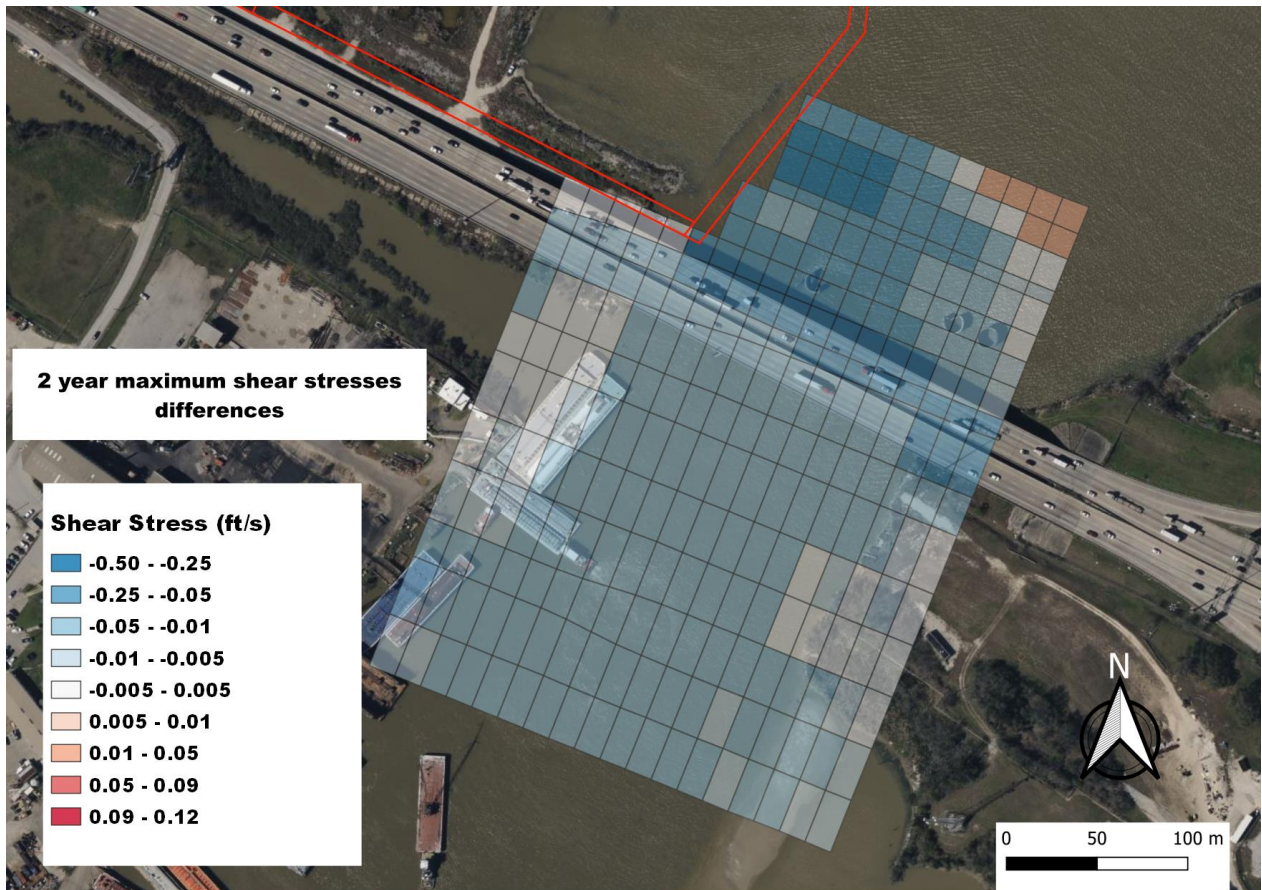 2 year maximum shear stresses
differences
Shear Stress (ft/s)
-0.50 - -0.25
-0.25 - -0.05
-0.05 - -0.01
-0.01 - -0.005
-0.005 - 0.005
0.005 - 0.01
0.01 - 0.05
0.05 - 0.09
0.09 - 0.12
N
0 50 100 m